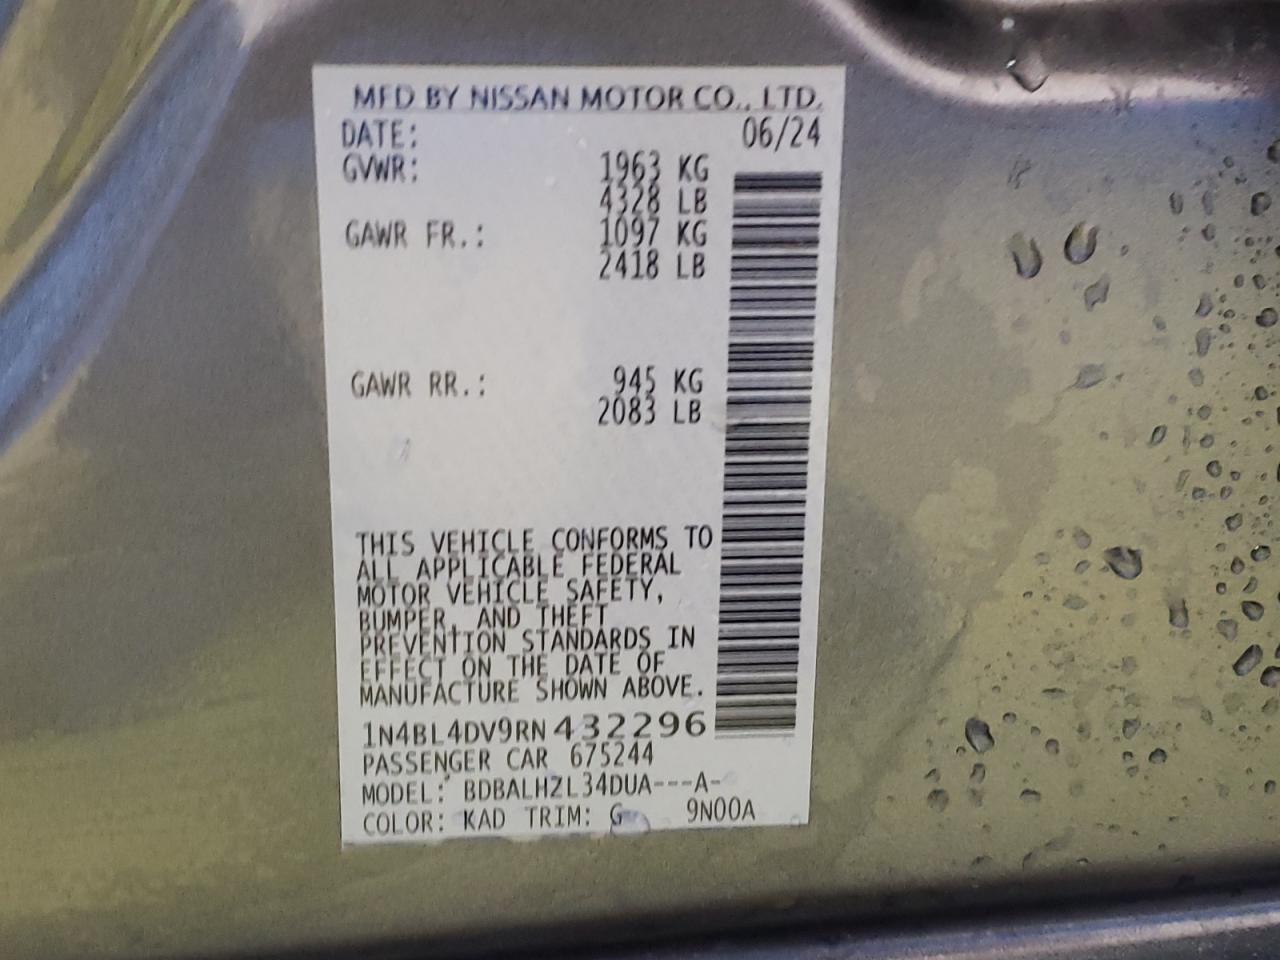 MFD BY NISSAN MOTOR CO., LTD.
DATE: 06/24
GVWR: 1963 KG
4328 LB
GAWR FR.: 1097 KG
2418 LB
GAWR RR.: 945 KG
2083 LB
THIS VEHICLE CONFORMS TO
ALL APPLICABLE FEDERAL
MOTOR VEHICLE SAFETY,
BUMPER, AND THEFT
PREVENTION STANDARDS IN
EFFECT ON THE DATE OF
MANUFACTURE SHOWN ABOVE.
1N4BL4DV9RN432296
PASSENGER CAR 675244
MODEL: BDBALHZL34DUA---A-
COLOR: KAD TRIM: G 9N00A